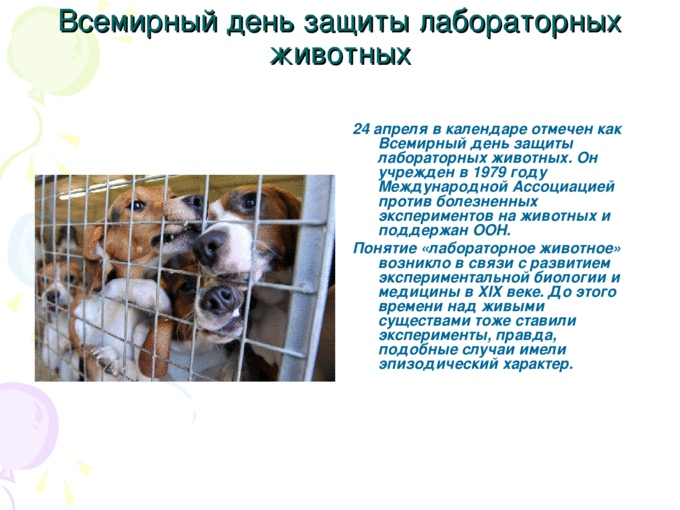 Всемирный день защиты лабораторных
животных
24 апреля в календаре отмечен как
Всемирный день защиты
лабораторных животных. Он
учрежден в 1979 году
Международной Ассоциацией
против болезненных
экспериментов на животных и
поддержан ООН.
Понятие «лабораторное животное»
возникло в связи с развитием
экспериментальной биологии и
медицины в XIX веке. До этого
времени над живыми
существами тоже ставили
эксперименты, правда,
подобные случаи имели
эпизодический характер.